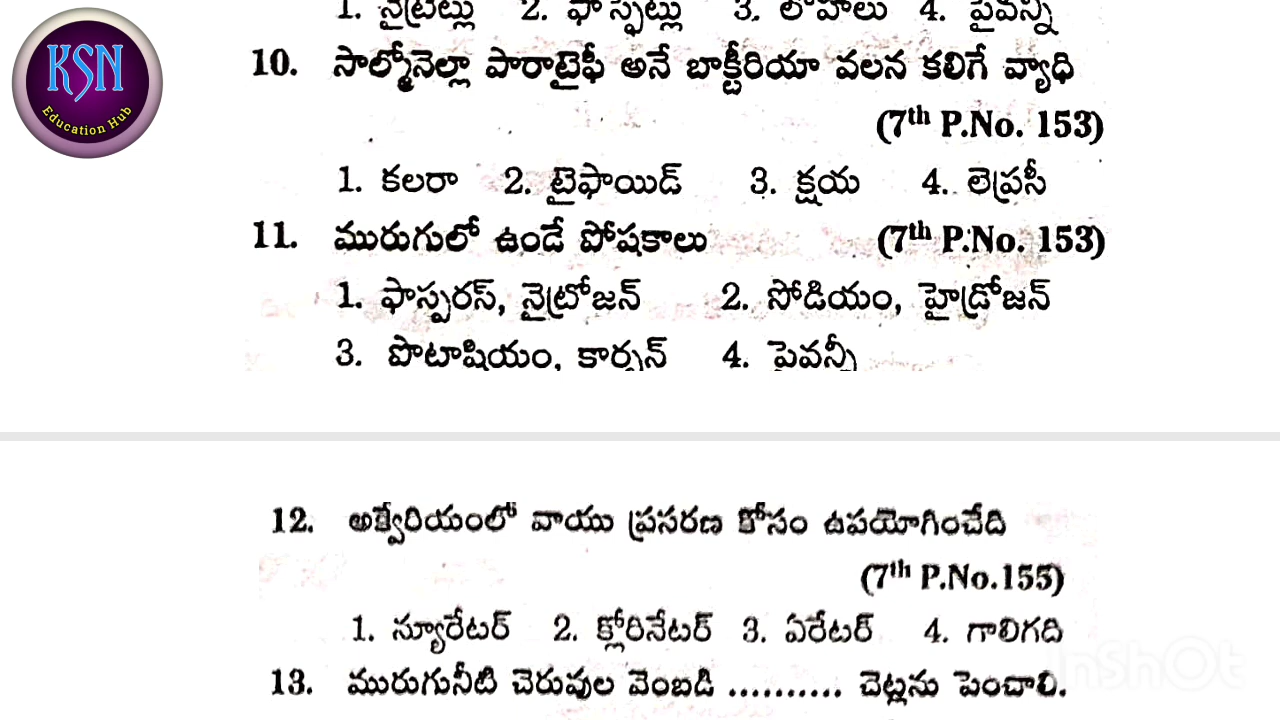 1. నైట్రేట్లు 2. ఫాస్ఫేట్లు 3. లోహాలు 4. పైవన్నీ
KSN
Education Hub
10. సాల్మోనెల్లా పారాటైఫీ అనే బాక్టీరియా వలన కలిగే వ్యాధి
(7th P.No. 153)
1. కలరా 2. టైఫాయిడ్ 3. క్షయ 4. లెప్రసీ
11. మురుగులో ఉండే పోషకాలు (7th P.No. 153)
1. ఫాస్పరస్, నైట్రోజన్ 2. సోడియం, హైడ్రోజన్
3. పొటాషియం, కార్బన్ 4. పైవన్నీ
12. అక్వేరియంలో వాయు ప్రసరణ కోసం ఉపయోగించేది
(7th P.No.155)
1. న్యూరేటర్ 2. క్లోరినేటర్ 3. ఏరేటర్ 4. గాలిగది
InShOt
13. మురుగునీటి చెరువుల వెంబడి .......... చెట్లను పెంచాలి.